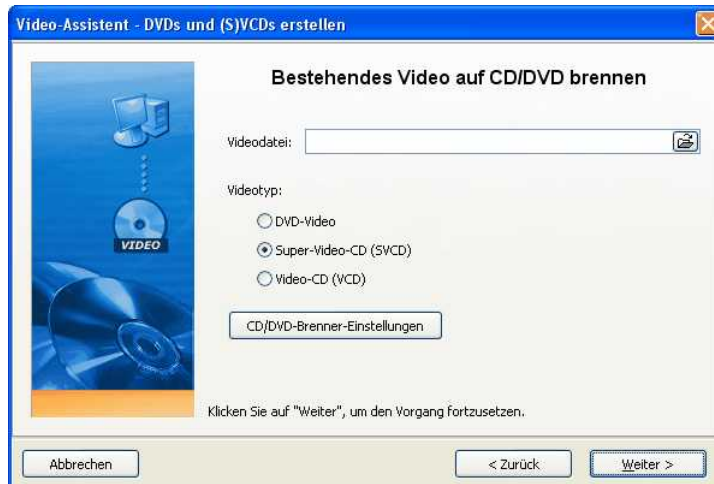 Video-Assistent - DVDs und (S)VCDs erstellen
Bestehendes Video auf CD/DVD brennen
Videodatei:
Videotyp:
DVD-Video
Super-Video-CD (SVCD)
Video-CD (VCD)
VIDEO
CD/DVD-Brenner-Einstellungen
Klicken Sie auf "Weiter", um den Vorgang fortzusetzen.
Abbrechen
< Zurück
Weiter >